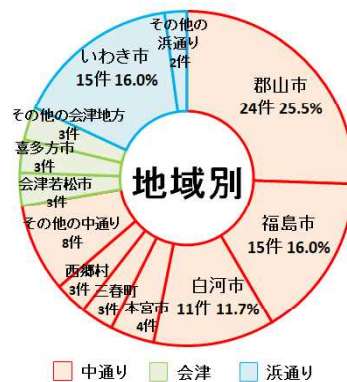 その他の
浜通り
2件
郡山市
24件 25.5%
福島市
15件 16.0%
白河市
11件 11.7%
本宮市
4件
三春町
3件
西郷村
3件
その他の中通り
8件
会津若松市
3件
喜多方市
3件
その他の会津地方
3件
いわき市
15件 16.0%
地域別
中通り
会津
浜通り